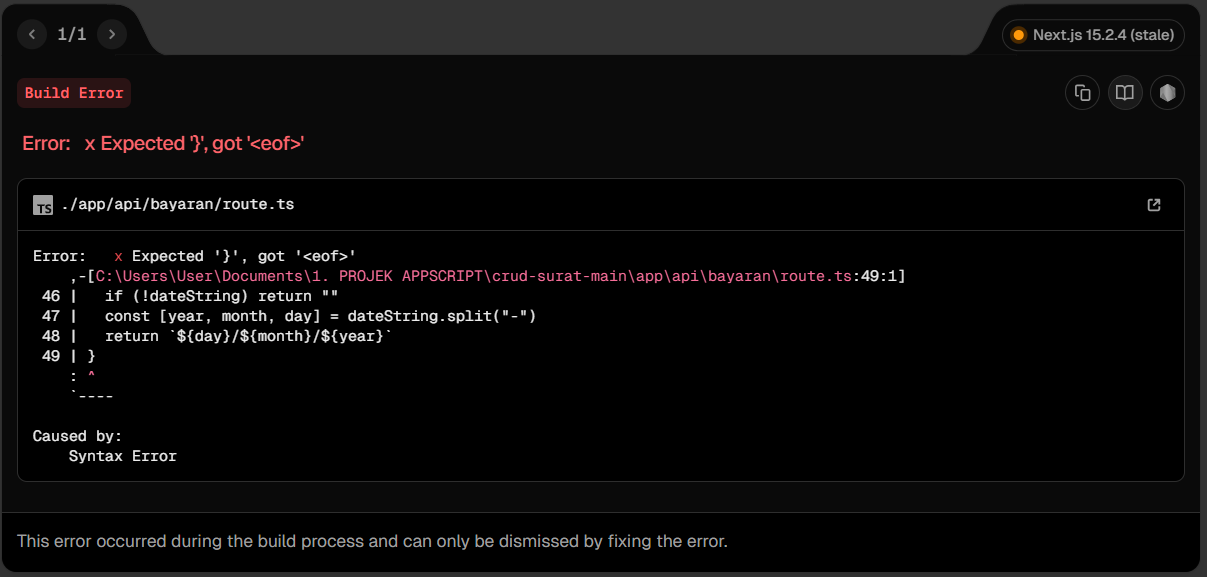 1/1
Next.js 15.2.4 (stale)
Build Error
Error: x Expected '}', got '<eof>'
TS ./app/api/bayaran/route.ts
Error:   x Expected '}', got '<eof>'
    ,-[C:\Users\User\Documents\1. PROJEK APPSCRIPT\crud-surat-main\app\api\bayaran\route.ts:49:1]
 46 |   if (!dateString) return ""
 47 |   const [year, month, day] = dateString.split("-")
 48 |   return `${day}/${month}/${year}`
 49 | }
    : ^
    `----
Caused by:
    Syntax Error
This error occurred during the build process and can only be dismissed by fixing the error.